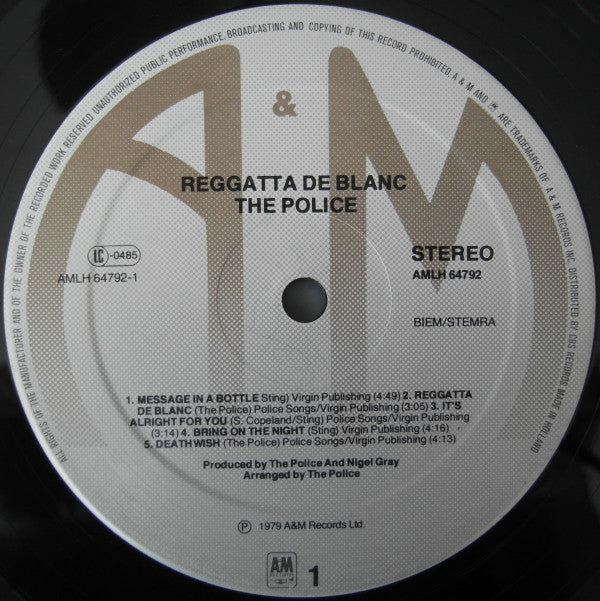 ALL RIGHTS OF THE MANUFACTURER AND OF THE OWNER OF THE RECORDED WORK RESERVED UNAUTHORIZED PUBLIC PERFORMANCE, BROADCASTING AND COPYING OF THIS RECORD PROHIBITED. A & M AND ARE TRADEMARKS OF A & M RECORDS INC. DISTRIBUTED BY CBS RECORDS MADE IN HOLLAND
A & M
REGGATTA DE BLANC
THE POLICE
LC-0485
AMLH 64792-1
STEREO
AMLH 64792
BIEM/STEMRA
1. MESSAGE IN A BOTTLE Sting) Virgin Publishing (4:49) 2. REGGATTA
DE BLANC (The Police) Police Songs/Virgin Publishing (3:05) 3. IT'S
ALRIGHT FOR YOU (S. Copeland/Sting) Police Songs/Virgin Publishing
(3:14) 4. BRING ON THE NIGHT (Sting) Virgin Publishing (4:16)
5. DEATH WISH (The Police) Police Songs/Virgin Publishing (4:13)
Produced by The Police And Nigel Gray
Arranged by The Police
Ⓟ 1979 A&M Records Ltd.
AM
RECORDS
1